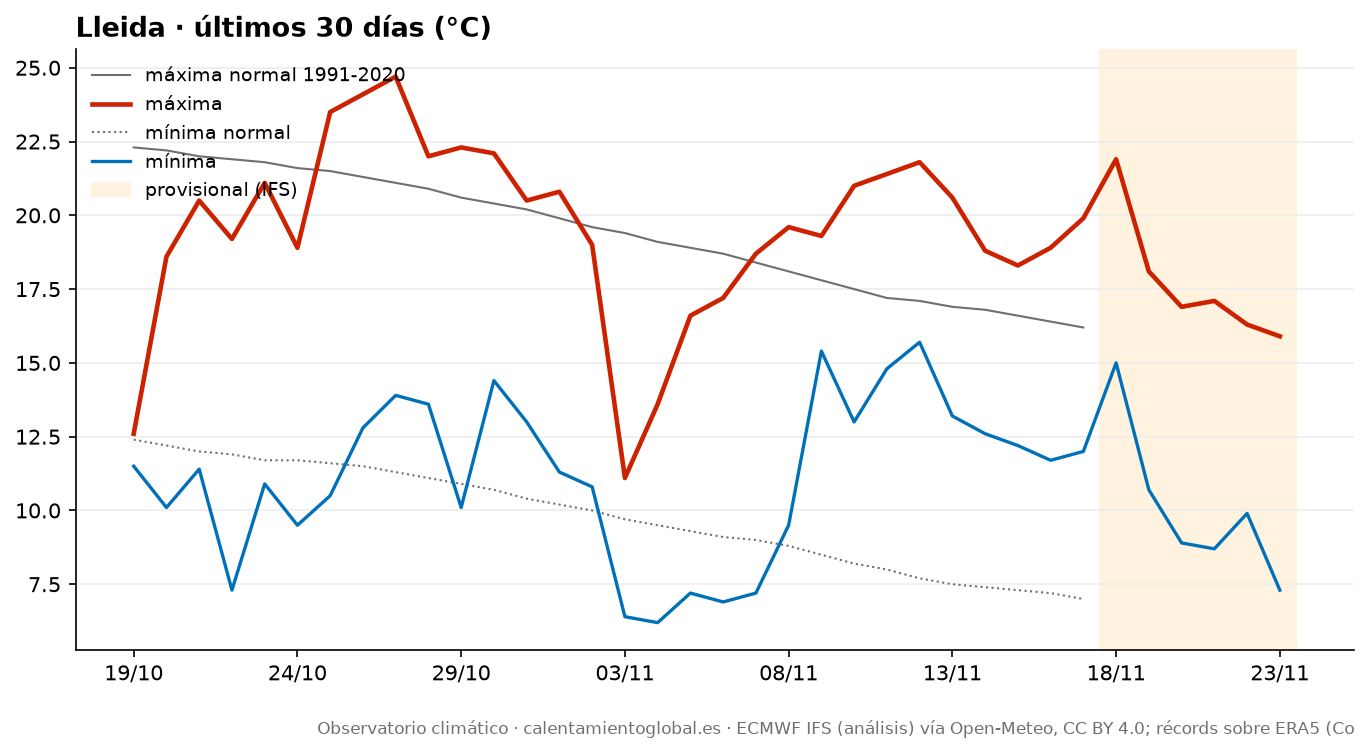 Lleida · últimos 30 días (°C)
25.0
22.5
20.0
17.5
15.0
12.5
10.0
7.5
máxima normal 1991-2020
máxima
mínima normal
mínima
provisional (IFS)
19/10 24/10 29/10 03/11 08/11 13/11 18/11 23/11
Observatorio climático · calentamientoglobal.es · ECMWF IFS (análisis) vía Open-Meteo, CC BY 4.0; récords sobre ERA5 (Co